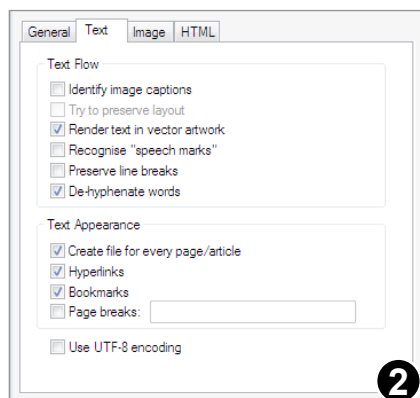 General Text Image HTML
Text Flow
Identify image captions
Try to preserve layout
Render text in vector artwork
Recognise "speech marks"
Preserve line breaks
De-hyphenate words
Text Appearance
Create file for every page/article
Hyperlinks
Bookmarks
Page breaks:
Use UTF-8 encoding
2